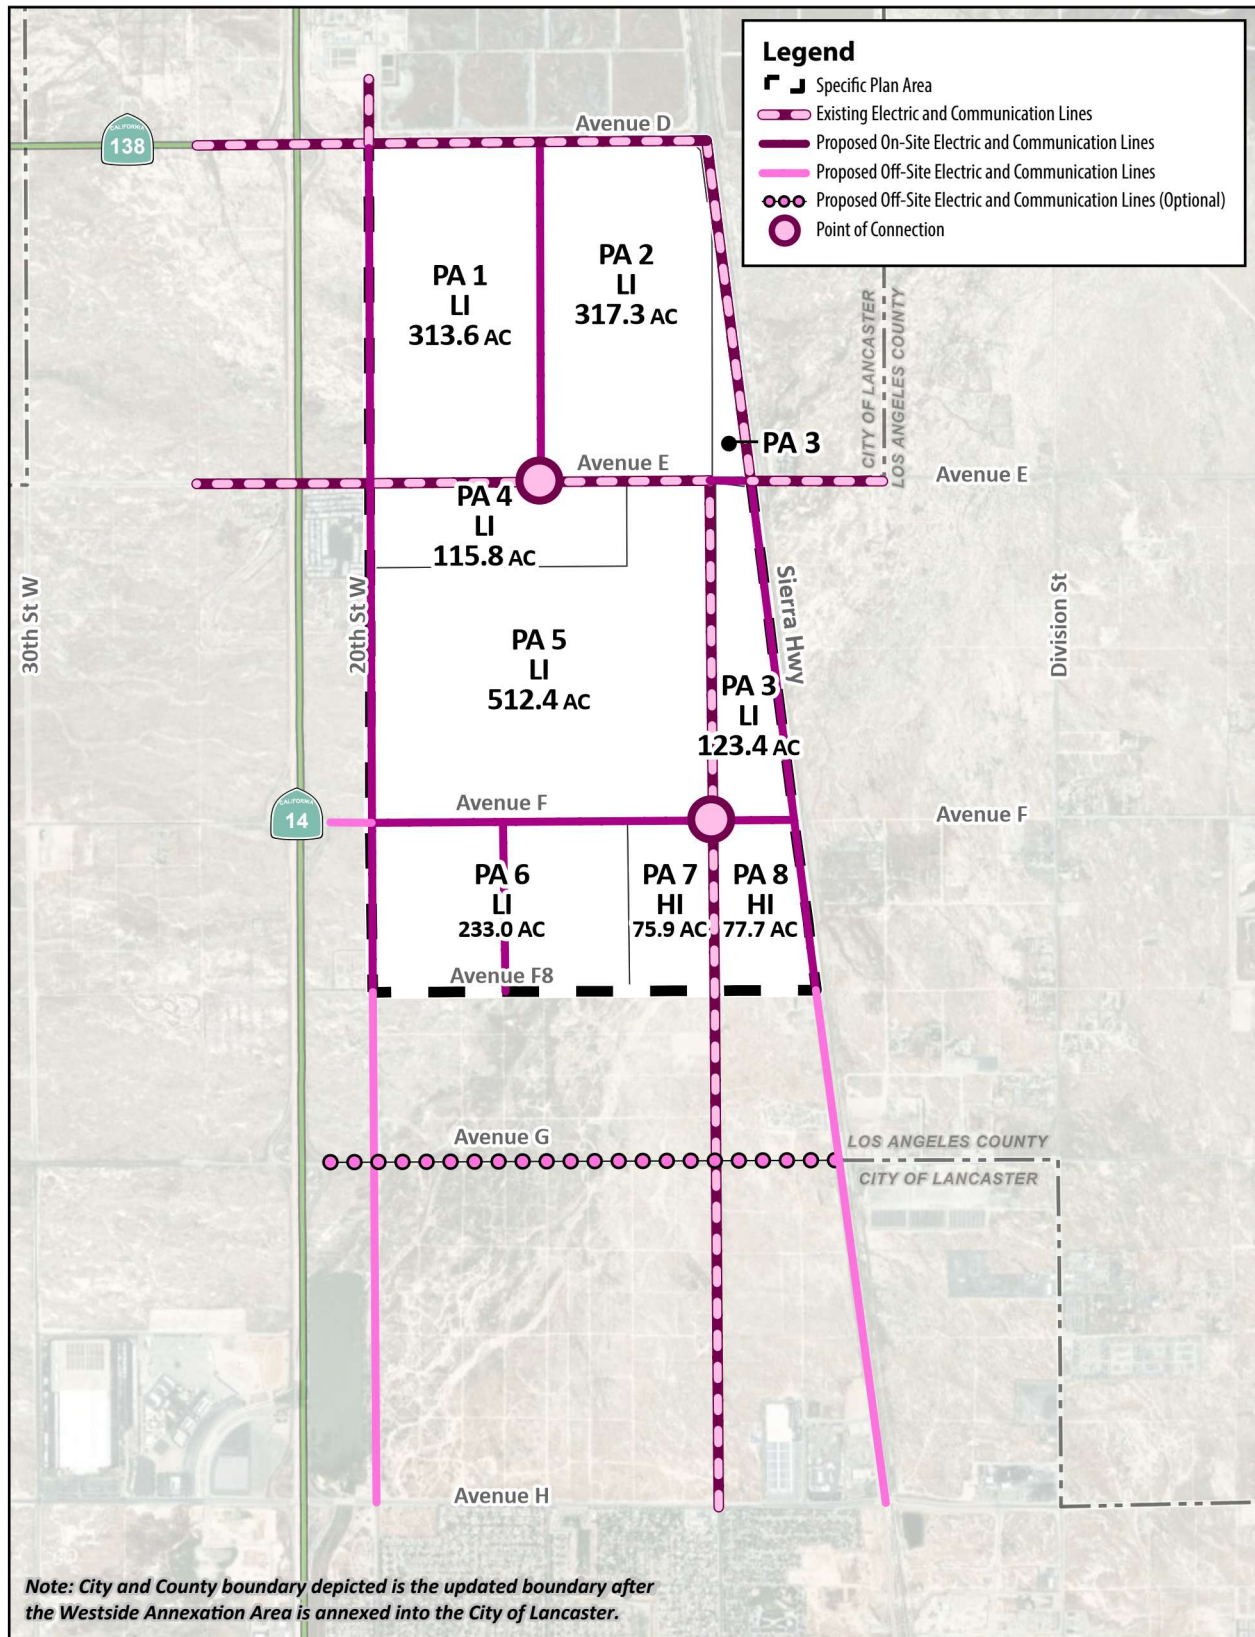 Legend
Specific Plan Area
Existing Electric and Communication Lines
Proposed On-Site Electric and Communication Lines
Proposed Off-Site Electric and Communication Lines
Proposed Off-Site Electric and Communication Lines (Optional)
Point of Connection
CALIFORNIA
138
Avenue D
PA 1
LI
313.6 AC
PA 2
LI
317.3 AC
CITY OF LANCASTER
LOS ANGELES COUNTY
PA 3
Avenue E
Avenue E
PA 4
LI
115.8 AC
30th St W
20th St W
Sierra Hwy
Division St
PA 5
LI
512.4 AC
PA 3
LI
123.4 AC
CALIFORNIA
14
Avenue F
Avenue F
PA 6
LI
233.0 AC
PA 7
HI
75.9 AC
PA 8
HI
77.7 AC
Avenue F8
Avenue G
LOS ANGELES COUNTY
CITY OF LANCASTER
Avenue H
Note: City and County boundary depicted is the updated boundary after
the Westside Annexation Area is annexed into the City of Lancaster.